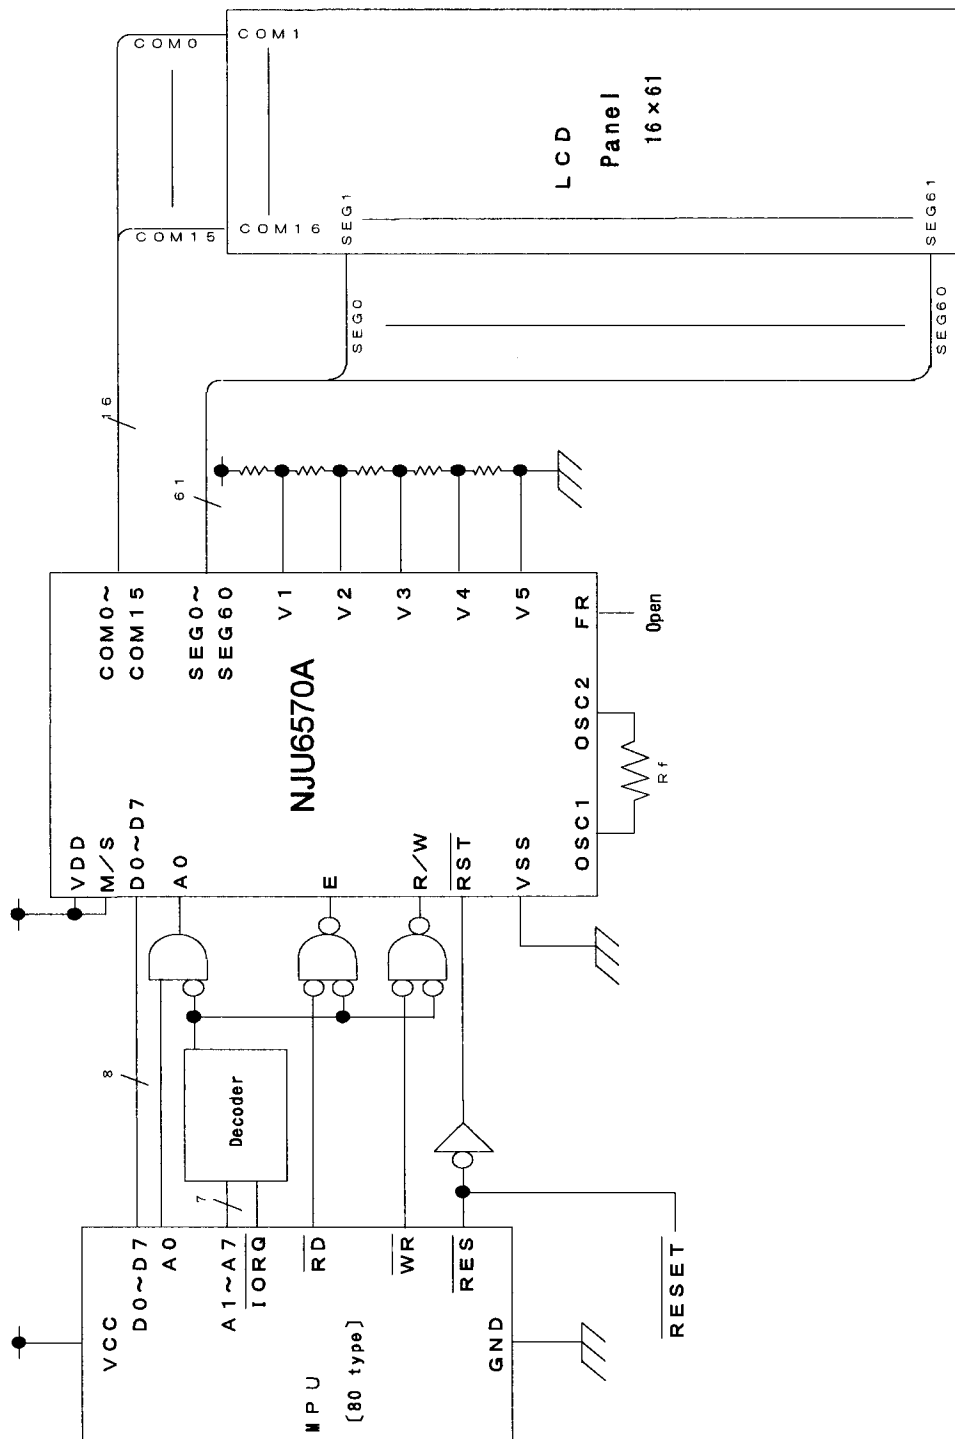 MPU
[80 type]
VCC
D0~D7
A0
A1~A7
IORQ
RD
WR
RES
GND
RESET
8
7
Decoder
NJU6570A
VDD
M/S
D0~D7
A0
E
R/W
RST
VSS
OSC1
OSC2
FR
Rf
Open
COM0~
COM15
SEG0~
SEG60
V1
V2
V3
V4
V5
16
61
COM0
COM15
COM1
COM16
SEG0
SEG60
SEG1
SEG61
LCD
Panel
16×61